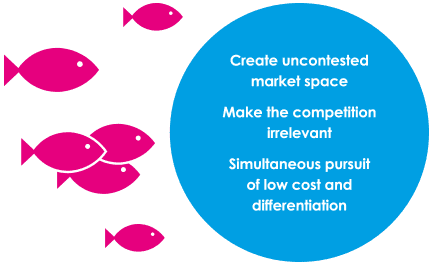 Create uncontested
market space
Make the competition
irrelevant
Simultaneous pursuit
of low cost and
differentiation